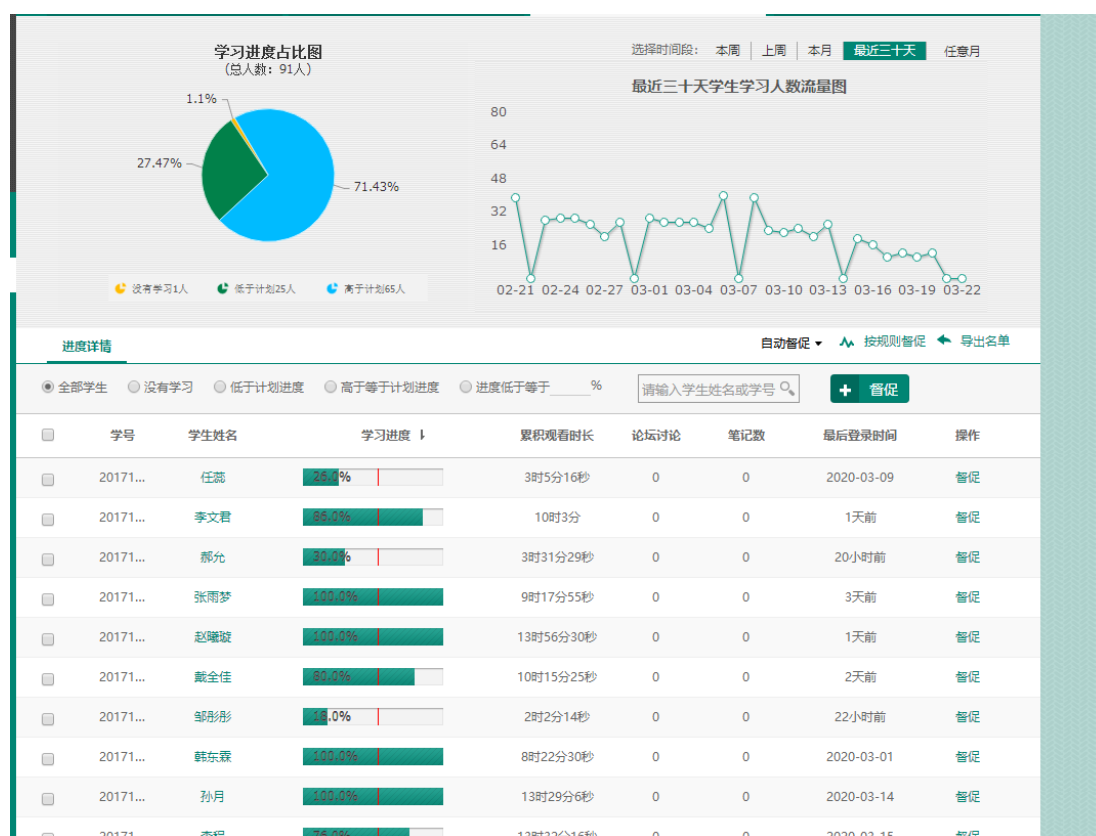 学习进度占比图
(总人数: 91人)
1.1%
27.47%
71.43%
没有学习1人 低于计划25人 高于计划65人
选择时间段: 本周 上周 本月 最近三十天 任意月
最近三十天学生学习人数流量图
80
64
48
32
16
02-21 02-24 02-27 03-01 03-04 03-07 03-10 03-13 03-16 03-19 03-22
进度详情 自动督促 按规则督促 导出名单
全部学生 没有学习 低于计划进度 高于等于计划进度 进度低于等于 % 请输入学生姓名或学号 督促
学号 学生姓名 学习进度 累积观看时长 论坛讨论 笔记数 最后登录时间 操作
20171... 任蕊 26.0% 3时5分16秒 0 0 2020-03-09 督促
20171... 李文君 86.0% 10时3分 0 0 1天前 督促
20171... 郝允 30.0% 3时31分29秒 0 0 20小时前 督促
20171... 张雨梦 100.0% 9时17分55秒 0 0 3天前 督促
20171... 赵曦璇 100.0% 13时56分30秒 0 0 1天前 督促
20171... 戴全佳 80.0% 10时15分25秒 0 0 2天前 督促
20171... 邹彤彤 18.0% 2时2分14秒 0 0 22小时前 督促
20171... 韩东霖 100.0% 8时22分30秒 0 0 2020-03-01 督促
20171... 孙月 100.0% 13时29分6秒 0 0 2020-03-14 督促
20171... 76.0% 0 0 2020-03-15 督促